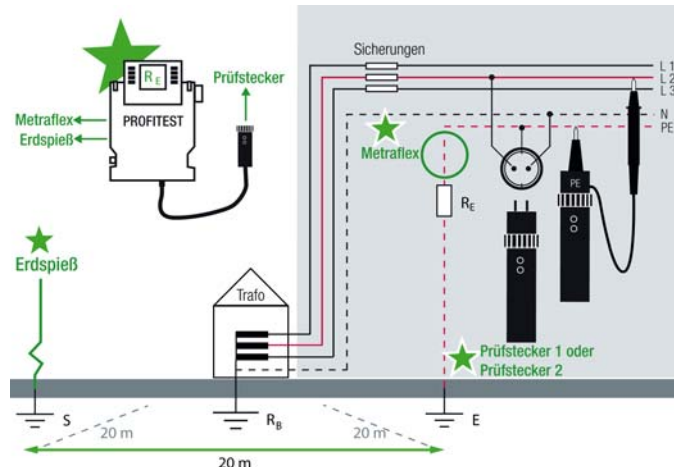 Sicherungen
L 1
L 2
L 3
N
PE
R E
Prüfstecker
Metraflex
PROFITEST
Erdspieß
Metraflex
PE
RE
Erdspieß
Trafo
Prüfstecker 1 oder
Prüfstecker 2
S
RB
E
20 m
20 m
20 m